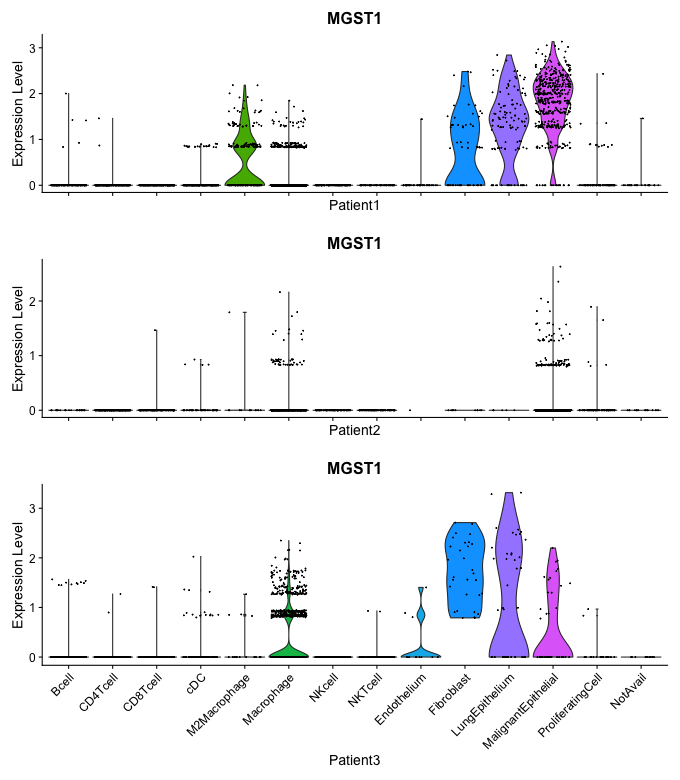 MGST1
Expression Level
3
2
1
0
Patient1
MGST1
Expression Level
2
1
0
Patient2
MGST1
Expression Level
3
2
1
0
Bcell
CD4Tcell
CD8Tcell
cDC
M2Macrophage
Macrophage
NKcell
NKTcell
Endothelium
Fibroblast
LungEpithelium
MalignantEpithelial
ProliferatingCell
NotAvail
Patient3